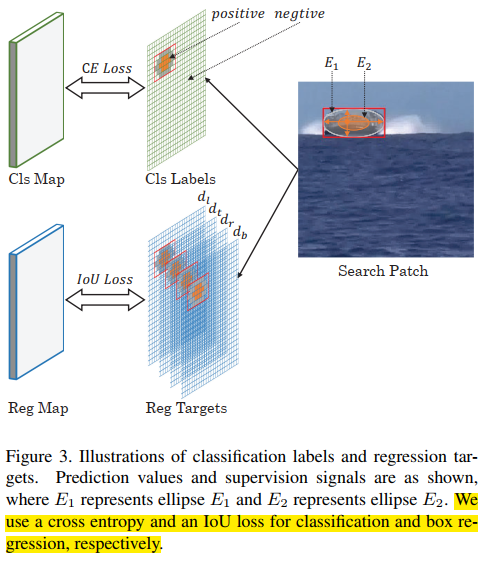 positive negtive
E1 E2
CE Loss
Cls Map
Cls Labels
dl
dt
dr
db
Search Patch
IoU Loss
Reg Map
Reg Targets
Figure 3. Illustrations of classification labels and regression tar-
gets. Prediction values and supervision signals are as shown,
where E1 represents ellipse E1 and E2 represents ellipse E2. We
use a cross entropy and an IoU loss for classification and box re-
gression, respectively.